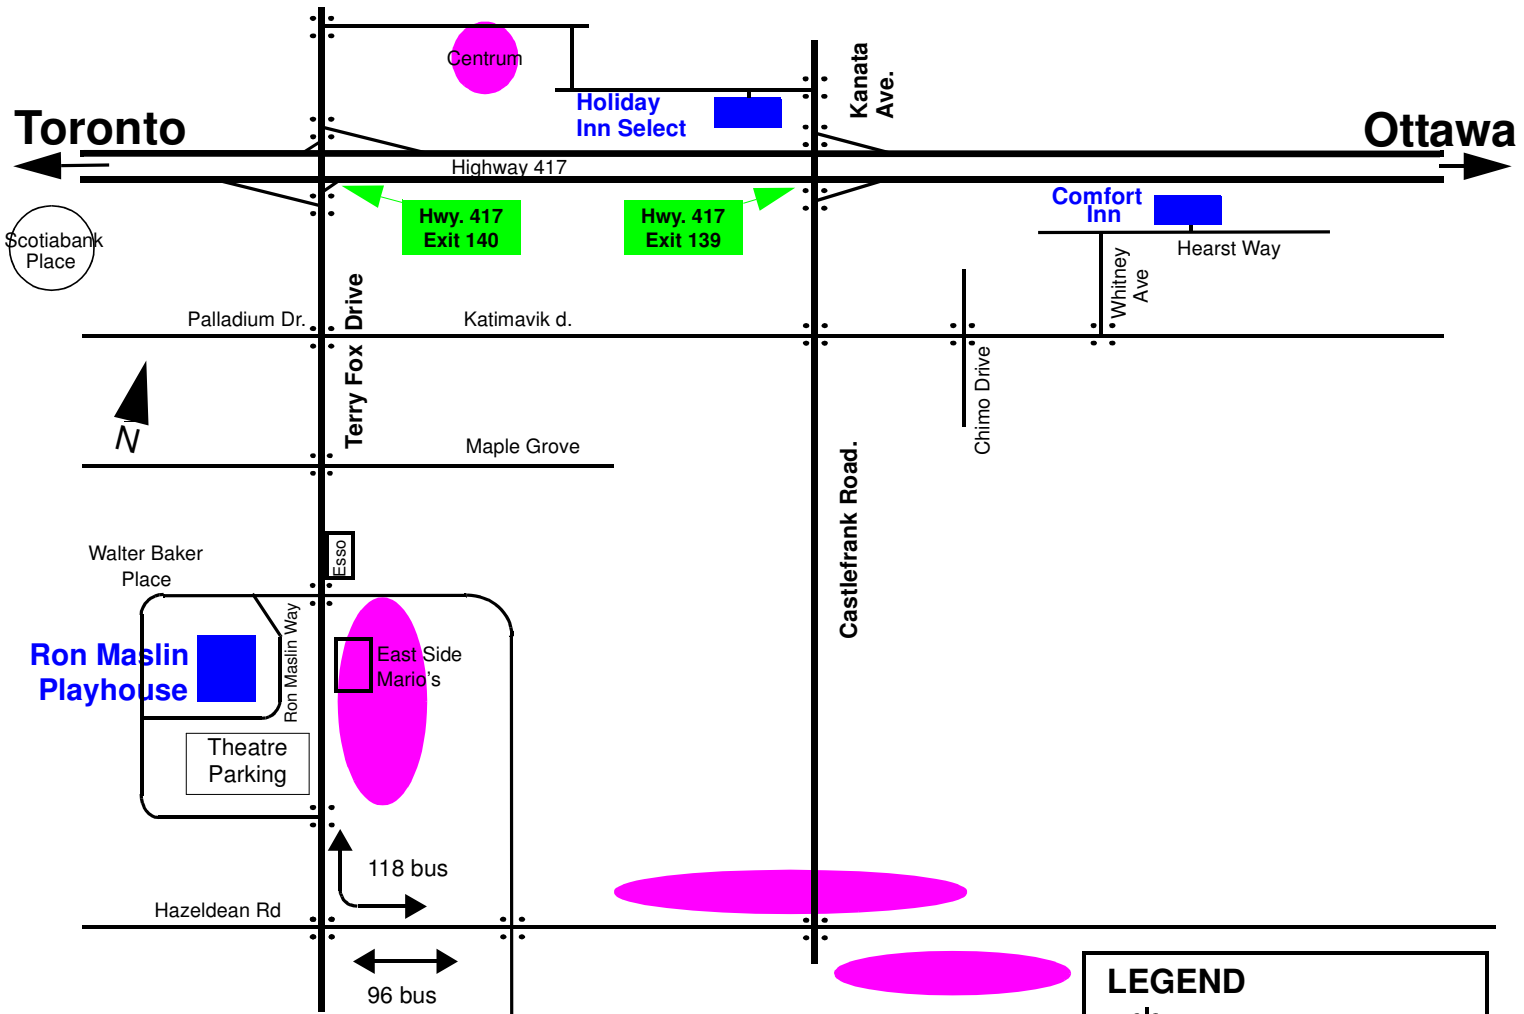 Centrum
Kanata
Ave.
Holiday
Inn Select
Toronto
Ottawa
Highway 417
Comfort
Inn
Hwy. 417
Exit 140
Hwy. 417
Exit 139
Scotiabank
Place
Hearst Way
Whitney
Ave
Palladium Dr.
Terry Fox Drive
Katimavik d.
Chimo Drive
N
Maple Grove
Castlefrank Road.
Esso
Walter Baker
Place
Ron Maslin Way
Ron Maslin
Playhouse
East Side
Mario's
Theatre
Parking
118 bus
Hazeldean Rd
96 bus
LEGEND